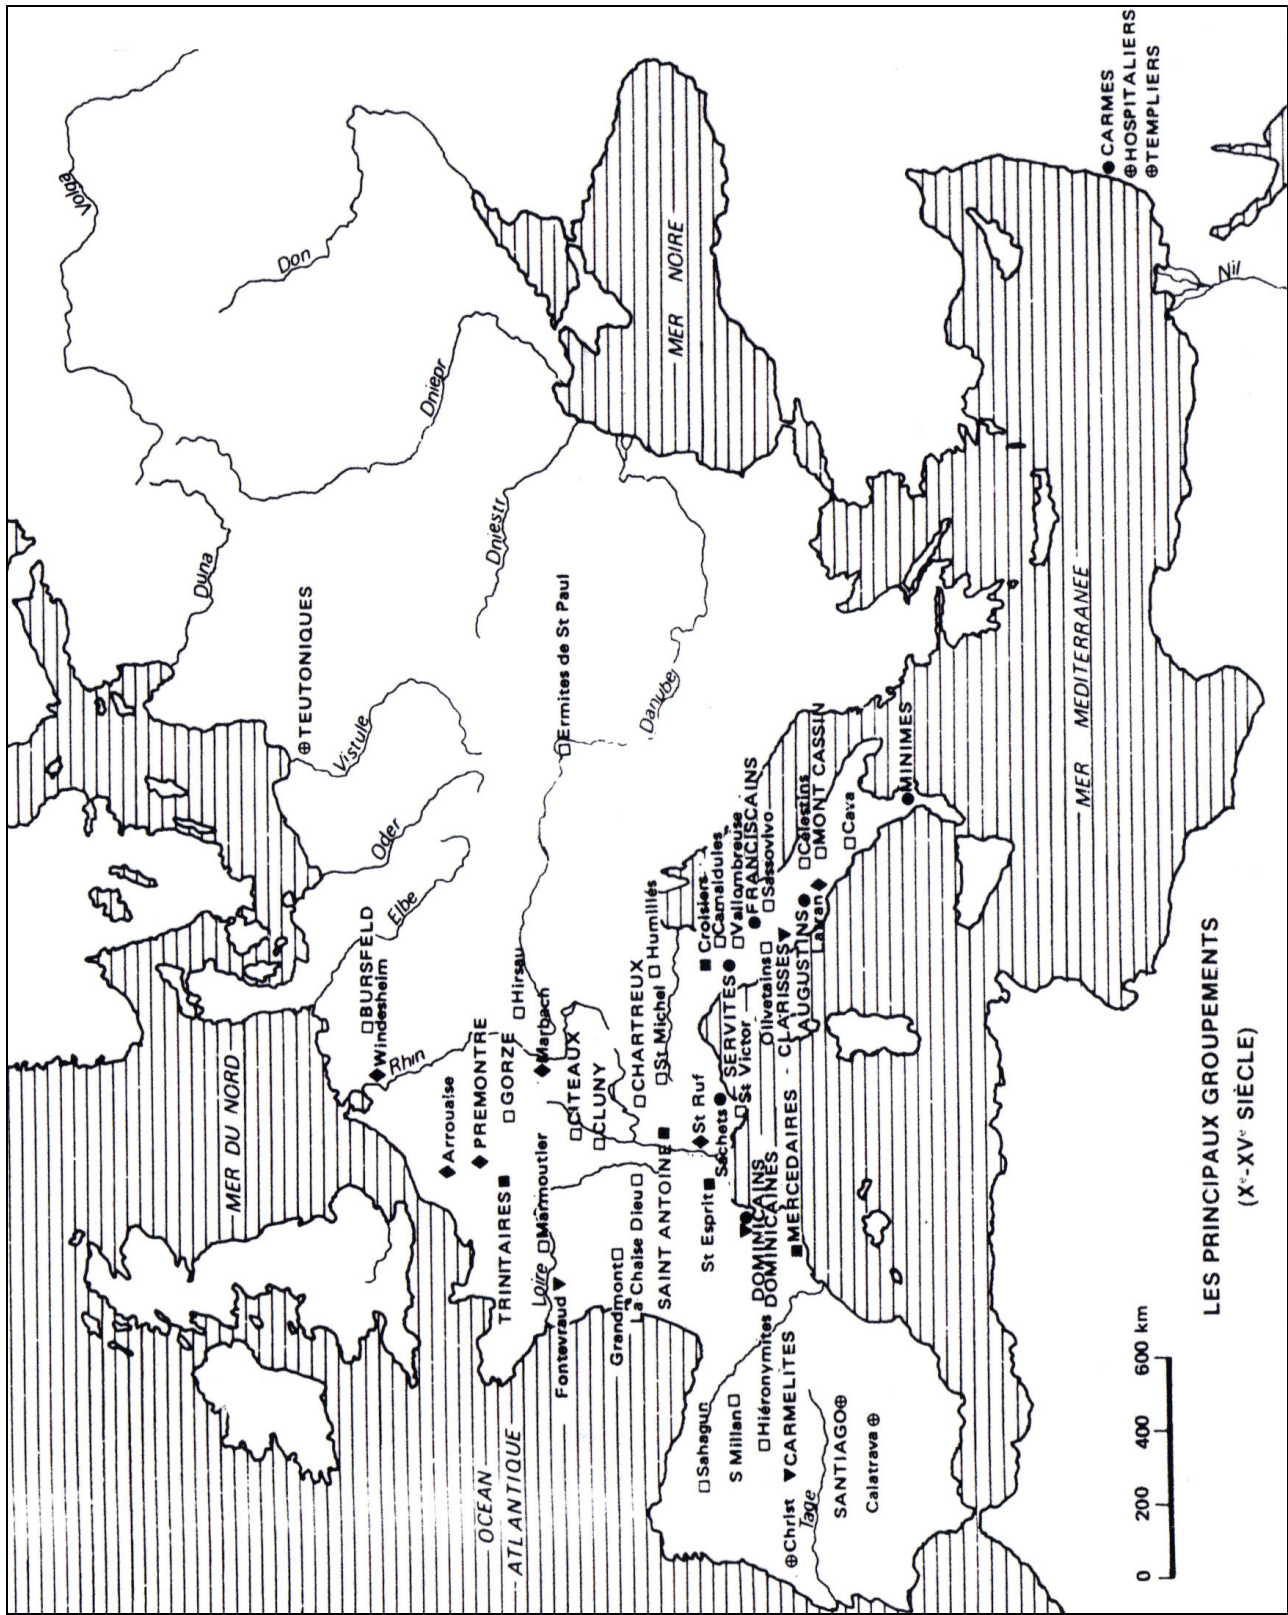 Volga
Don
Dniepr
Duna
Dniestr
MER NOIRE
●CARMES
⊕HOSPITALIERS
⊕TEMPLIERS
Nil
⊕TEUTONIQUES
Vistule
Oder
Elbe
□Ermites de St Paul
Danube
MER MEDITERRANEE
MER DU NORD
□BURSFELD
◆Windesheim
Rhin
◆Arrouaise
◆PREMONTRE
□GORZE
□Hirsau
◆Marbach
□CITEAUX
□CLUNY
□CHARTREUX
□St Michel
□Humiliés
■Croisiers
□Camaldules
□Vallombreuse
●FRANCISCAINS
□Sassovivo
□Célestins
□MONT CASSIN
□Cava
●MINIMES
Latran◆
AUGUSTINS●
CLARISSES▼
Olivetains□
SERVITES●
□St Victor
◆St Ruf
Sachets●
St Esprit■
TRINITAIRES■
□Marmoutier
Loire
Fontevraud▼
Grandmont□
La Chaise Dieu□
SAINT ANTOINE■
▼●DOMINICAINS
DOMINICAINES
■MERCEDAIRES
OCEAN
ATLANTIQUE
□Sahagun
S Millan□
□Hiéronymites
▼CARMELITES
⊕Christ
Tage
SANTIAGO⊕
Calatrava⊕
0 200 400 600 km
LES PRINCIPAUX GROUPEMENTS
(Xe-XVe SIÈCLE)